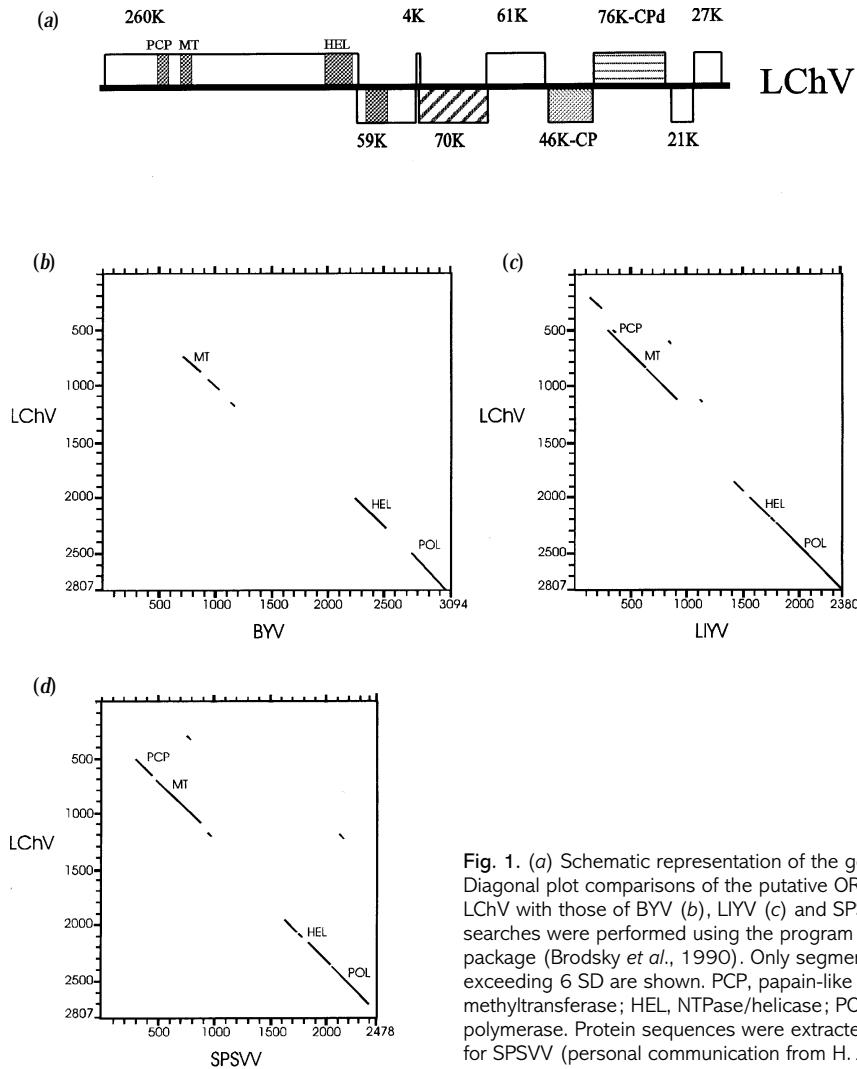 (a)
260K 4K 61K 76K-CPd 27K
PCP MT HEL
LChV
59K 70K 46K-CP 21K
(b)
500
1000
1500
2000
2500
2807
LChV
MT
HEL
POL
500 1000 2000 2500 3094
BYV
(c)
500
1000
1500
2000
2500
2807
LChV
PCP
MT
HEL
POL
500 1000 1500 2000 2380
LIYV
(d)
500
1000
1500
2000
2500
2807
LChV
PCP
MT
HEL
POL
500 1000 1500 2000 2478
SPSVV
Fig. 1. (a) Schematic representation of the g
Diagonal plot comparisons of the putative OR
LChV with those of BYV (b), LIYV (c) and SPS
searches were performed using the program
package (Brodsky et al., 1990). Only segmen
exceeding 6 SD are shown. PCP, papain-like
methyltransferase; HEL, NTPase/helicase; PO
polymerase. Protein sequences were extracte
for SPSVV (personal communication from H.